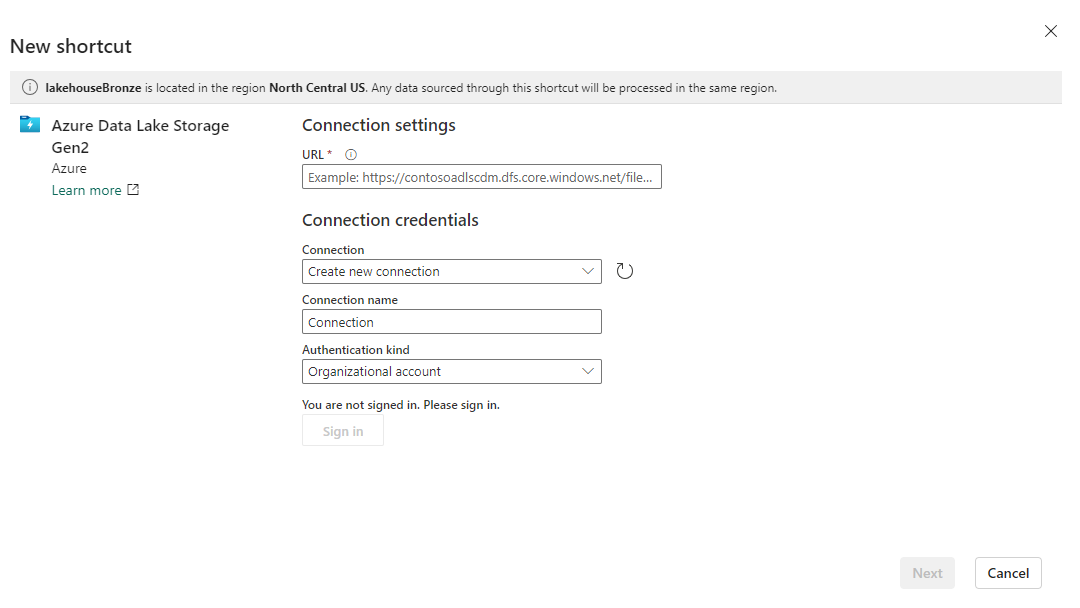 New shortcut
lakehouseBronze is located in the region North Central US. Any data sourced through this shortcut will be processed in the same region.
Azure Data Lake Storage
Gen2
Azure
Learn more
Connection settings
URL *
Example: https://contosoadlscdm.dfs.core.windows.net/file...
Connection credentials
Connection
Create new connection
Connection name
Connection
Authentication kind
Organizational account
You are not signed in. Please sign in.
Sign in
Next
Cancel